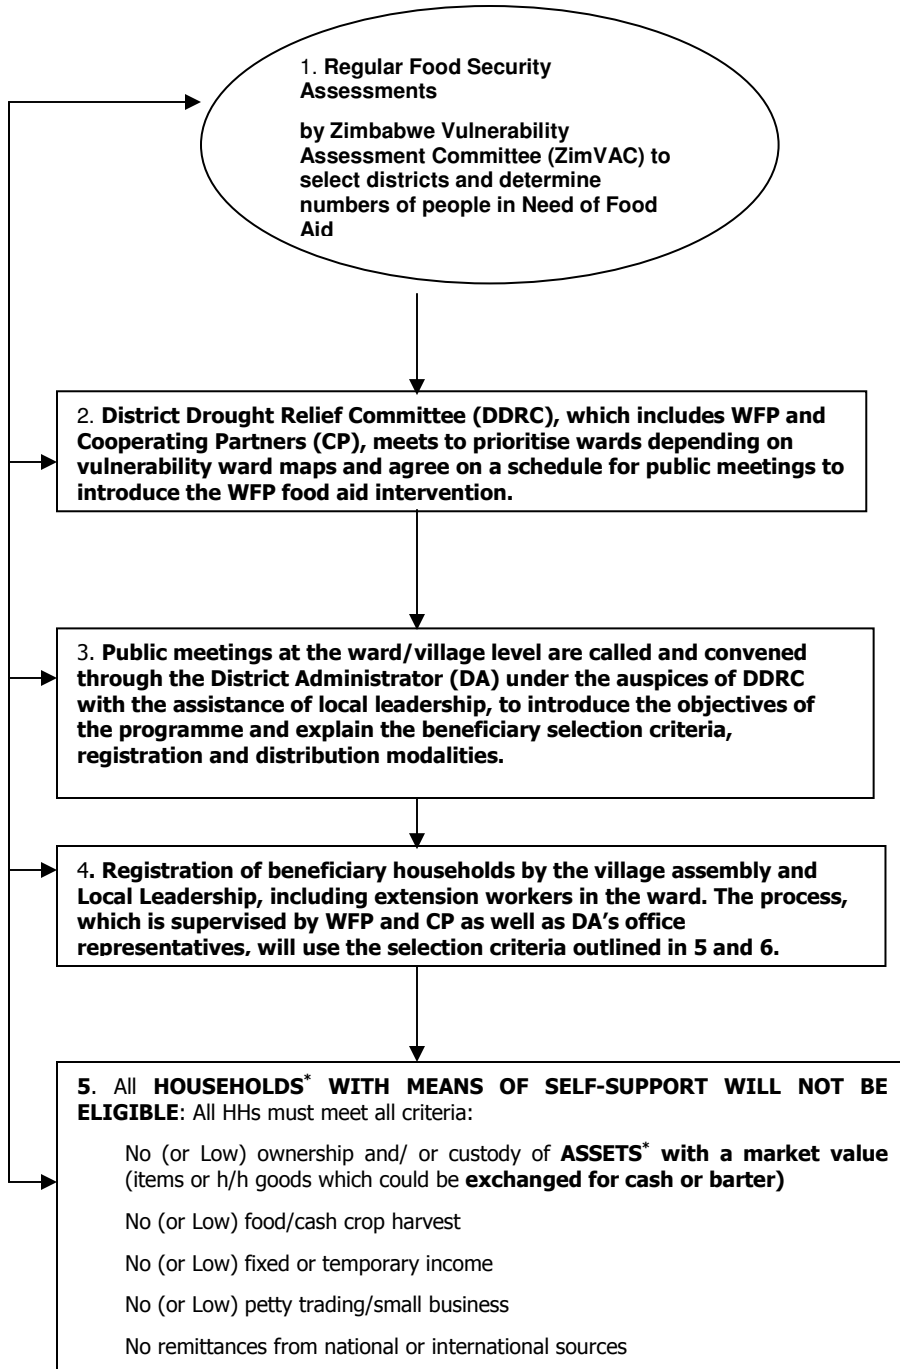 1. Regular Food Security
Assessments
by Zimbabwe Vulnerability
Assessment Committee (ZimVAC) to
select districts and determine
numbers of people in Need of Food
Aid
2. District Drought Relief Committee (DDRC), which includes WFP and
Cooperating Partners (CP), meets to prioritise wards depending on
vulnerability ward maps and agree on a schedule for public meetings to
introduce the WFP food aid intervention.
3. Public meetings at the ward/village level are called and convened
through the District Administrator (DA) under the auspices of DDRC
with the assistance of local leadership, to introduce the objectives of
the programme and explain the beneficiary selection criteria,
registration and distribution modalities.
4. Registration of beneficiary households by the village assembly and
Local Leadership, including extension workers in the ward. The process,
which is supervised by WFP and CP as well as DA’s office
representatives, will use the selection criteria outlined in 5 and 6.
5. All HOUSEHOLDS* WITH MEANS OF SELF-SUPPORT WILL NOT BE
ELIGIBLE: All HHs must meet all criteria:
No (or Low) ownership and/ or custody of ASSETS* with a market value
(items or h/h goods which could be exchanged for cash or barter)
No (or Low) food/cash crop harvest
No (or Low) fixed or temporary income
No (or Low) petty trading/small business
No remittances from national or international sources